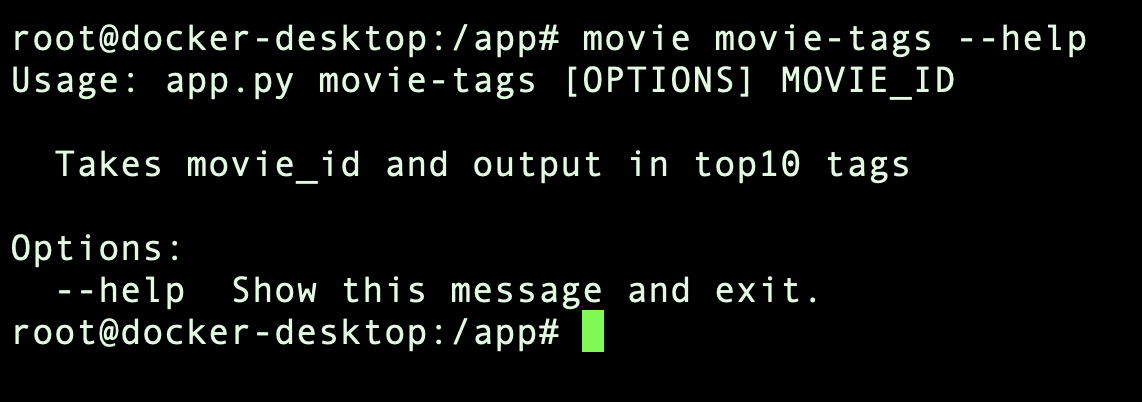 root@docker-desktop:/app# movie movie-tags --help
Usage: app.py movie-tags [OPTIONS] MOVIE_ID
Takes movie_id and output in top10 tags
Options:
--help  Show this message and exit.
root@docker-desktop:/app#